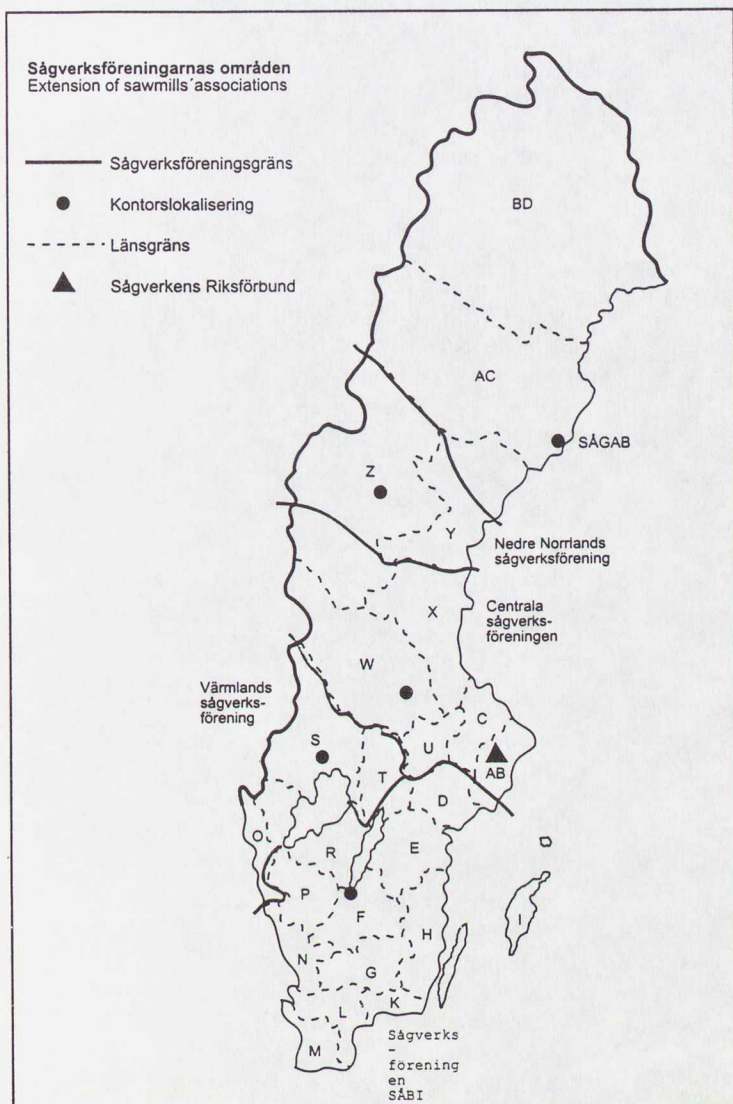 Sågverksföreningarnas områden
Extension of sawmills´associations
Sågverksföreningsgräns
Kontorslokalisering
Länsgräns
Sågverkens Riksförbund
BD
AC
SÅGAB
Z
Y
Nedre Norrlands
sågverksförening
X
Centrala
sågverks-
föreningen
W
Värmlands
sågverks-
förening
C
S
U
T
AB
D
O
R
E
P
F
I
H
N
G
K
L
M
Sågverks
-
förening
en
SÅBI